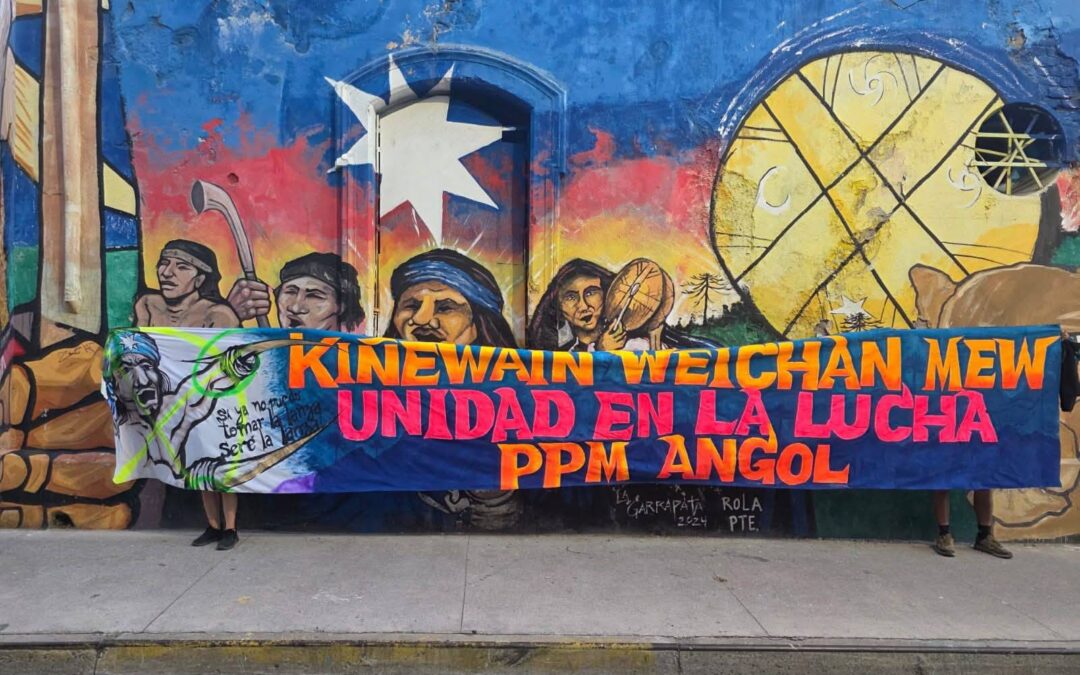 KIÑEWAIN WEICHAN MEW
UNIDAD EN LA LUCHA
PPM ANGOL
Si ya no puedo
tomar la lanza
Seré la lanza
LA
GARRAPATA
2024
ROLA
PTE.